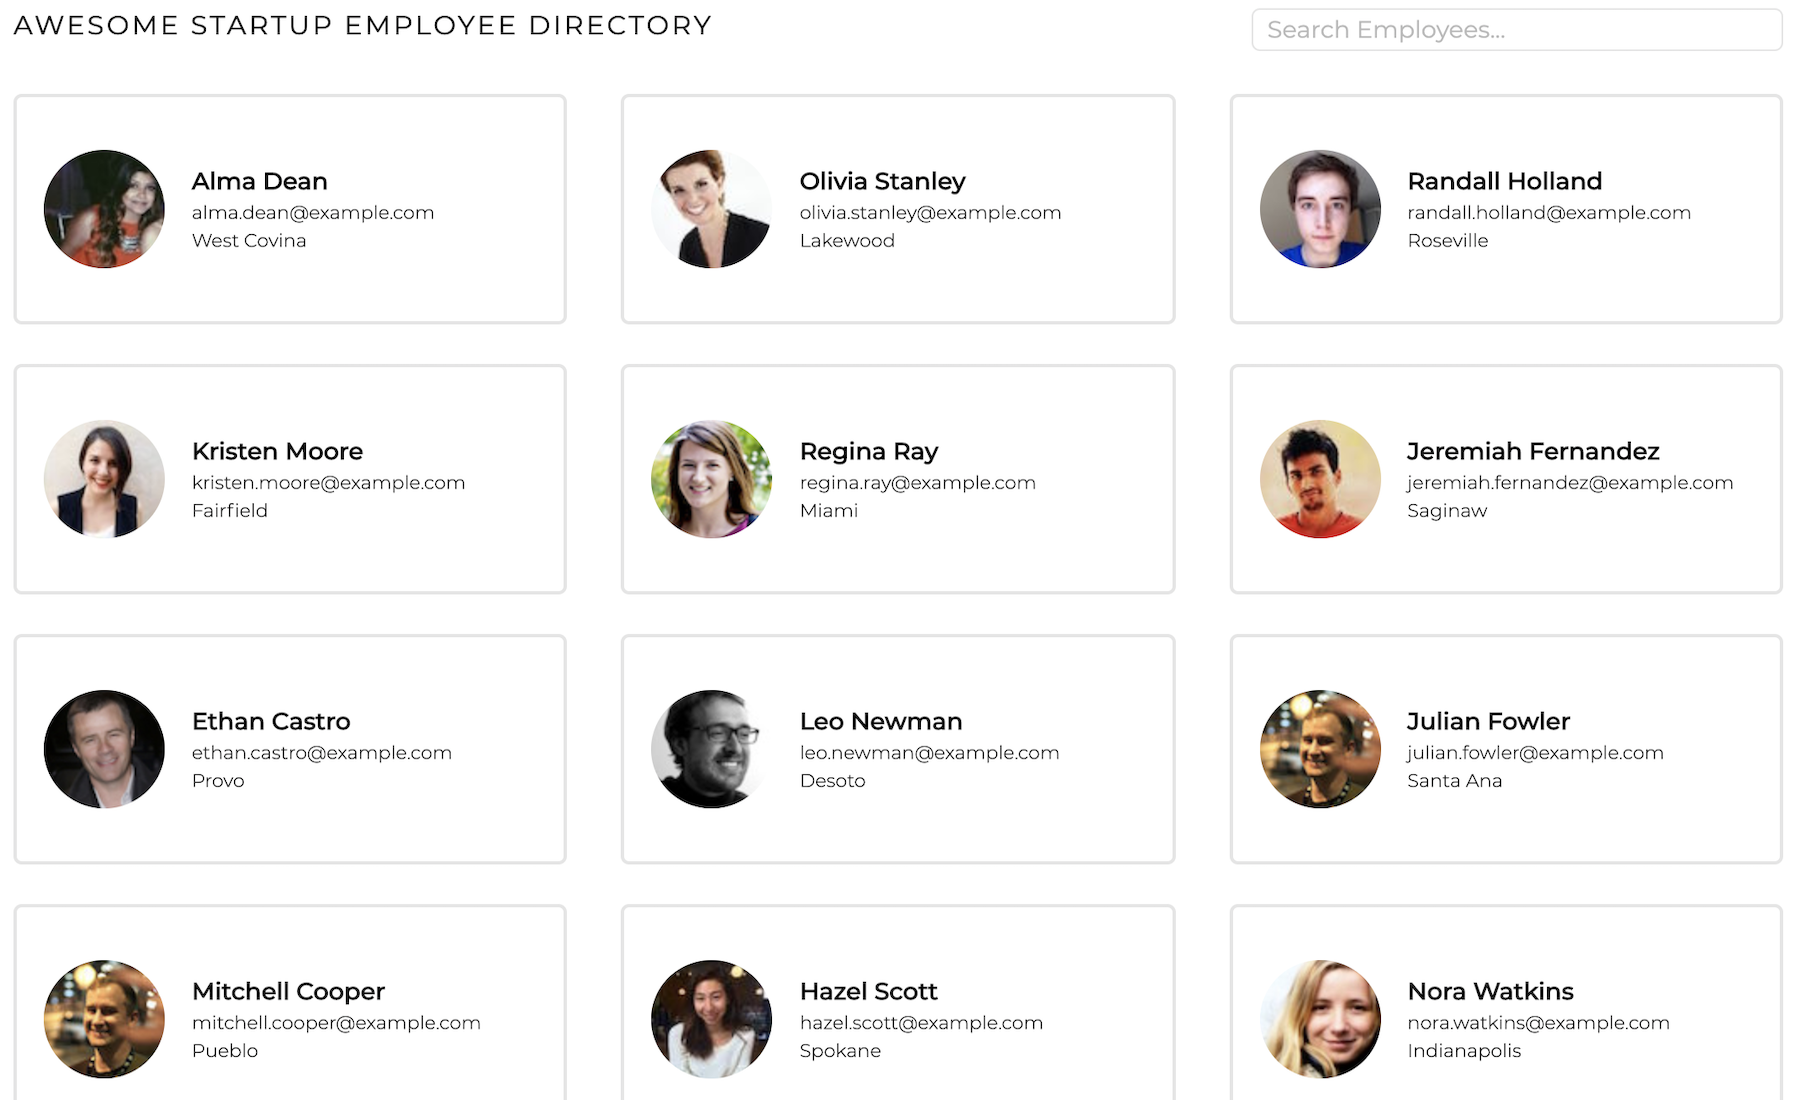 AWESOME STARTUP EMPLOYEE DIRECTORY
Search Employees...
Alma Dean
alma.dean@example.com
West Covina
Olivia Stanley
olivia.stanley@example.com
Lakewood
Randall Holland
randall.holland@example.com
Roseville
Kristen Moore
kristen.moore@example.com
Fairfield
Regina Ray
regina.ray@example.com
Miami
Jeremiah Fernandez
jeremiah.fernandez@example.com
Saginaw
Ethan Castro
ethan.castro@example.com
Provo
Leo Newman
leo.newman@example.com
Desoto
Julian Fowler
julian.fowler@example.com
Santa Ana
Mitchell Cooper
mitchell.cooper@example.com
Pueblo
Hazel Scott
hazel.scott@example.com
Spokane
Nora Watkins
nora.watkins@example.com
Indianapolis